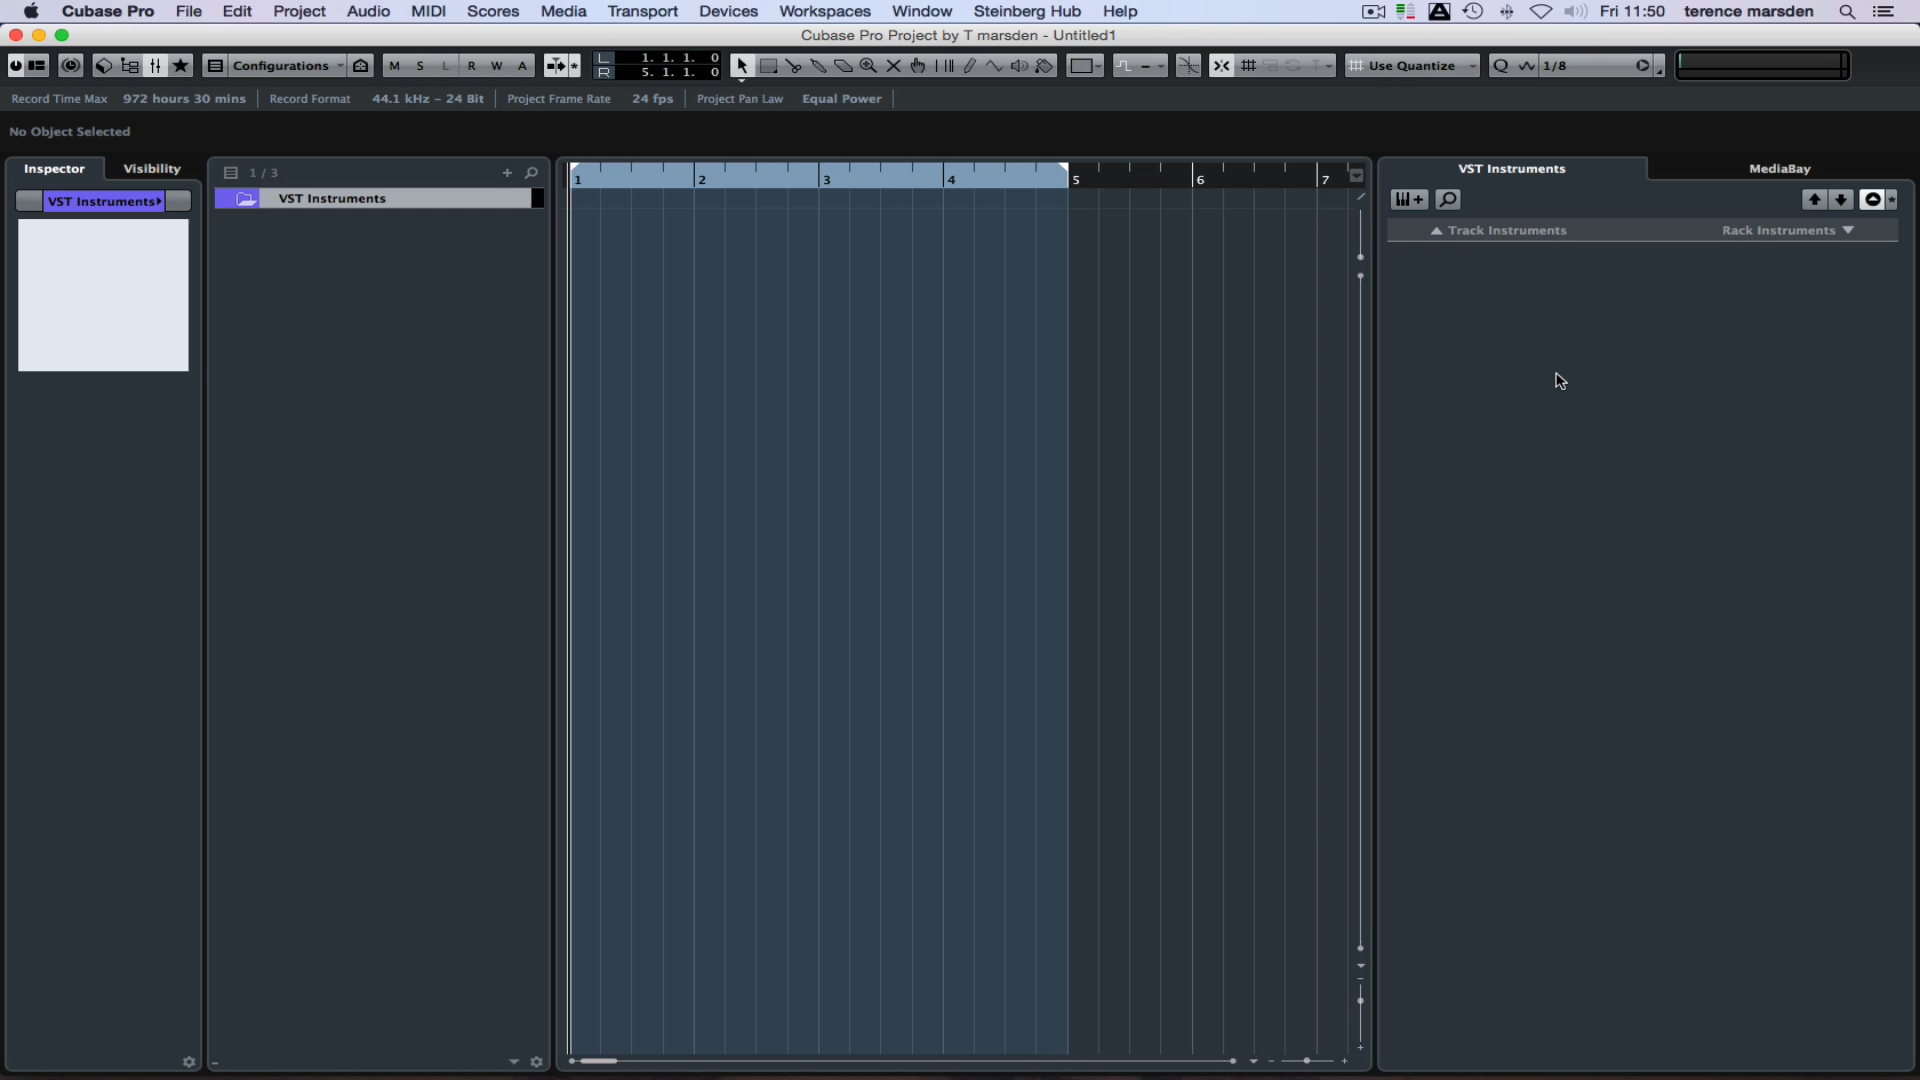 Cubase Pro File Edit Project Audio MIDI Scores Media Transport Devices Workspaces Window Steinberg Hub Help Fri 11:50 terence marsden
Cubase Pro Project by T marsden - Untitled1
Configurations M S L R W A L 1. 1. 1. 0 Use Quantize Q 1/8
R 5. 1. 1. 0
Record Time Max 972 hours 30 mins Record Format 44.1 kHz - 24 Bit Project Frame Rate 24 fps Project Pan Law Equal Power
No Object Selected
Inspector Visibility 1 / 3 + VST Instruments MediaBay
1 2 3 4 5 6 7
VST Instruments VST Instruments
Track Instruments Rack Instruments